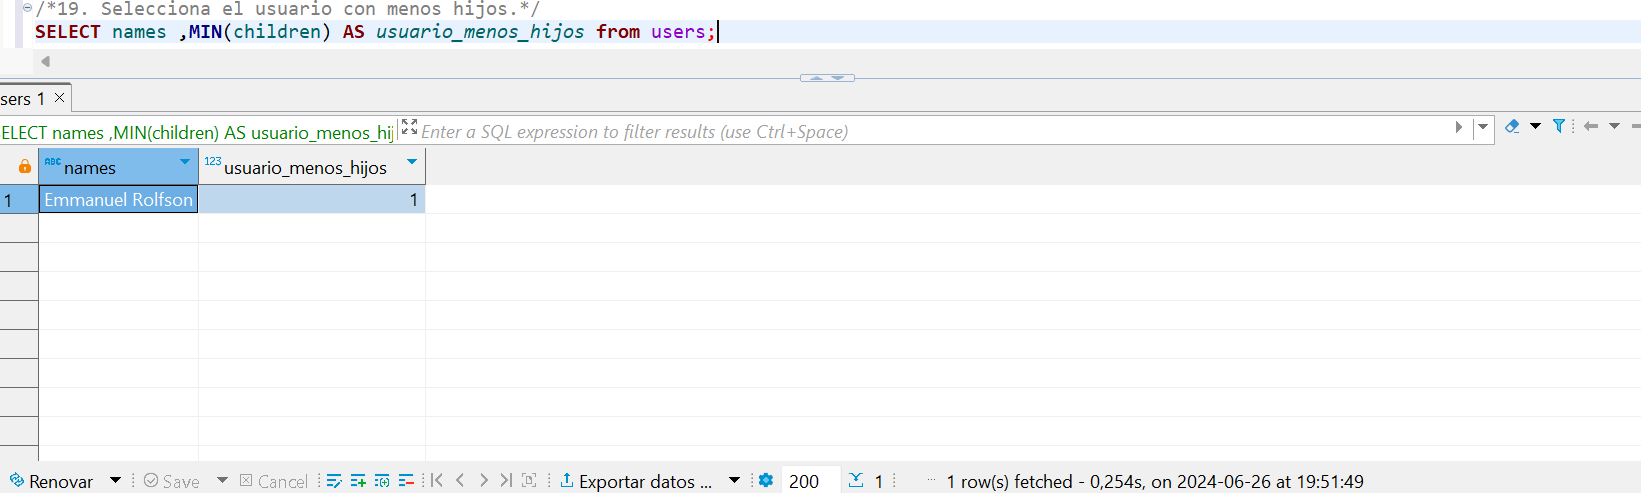 /*19. Selecciona el usuario con menos hijos.*/
SELECT names ,MIN(children) AS usuario_menos_hijos from users;
sers 1
ELECT names ,MIN(children) AS usuario_menos_hij
Enter a SQL expression to filter results (use Ctrl+Space)
ABC names
123 usuario_menos_hijos
1
Emmanuel Rolfson
1
Renovar
Save
Cancel
Exportar datos ...
200
1
··· 1 row(s) fetched - 0,254s, on 2024-06-26 at 19:51:49